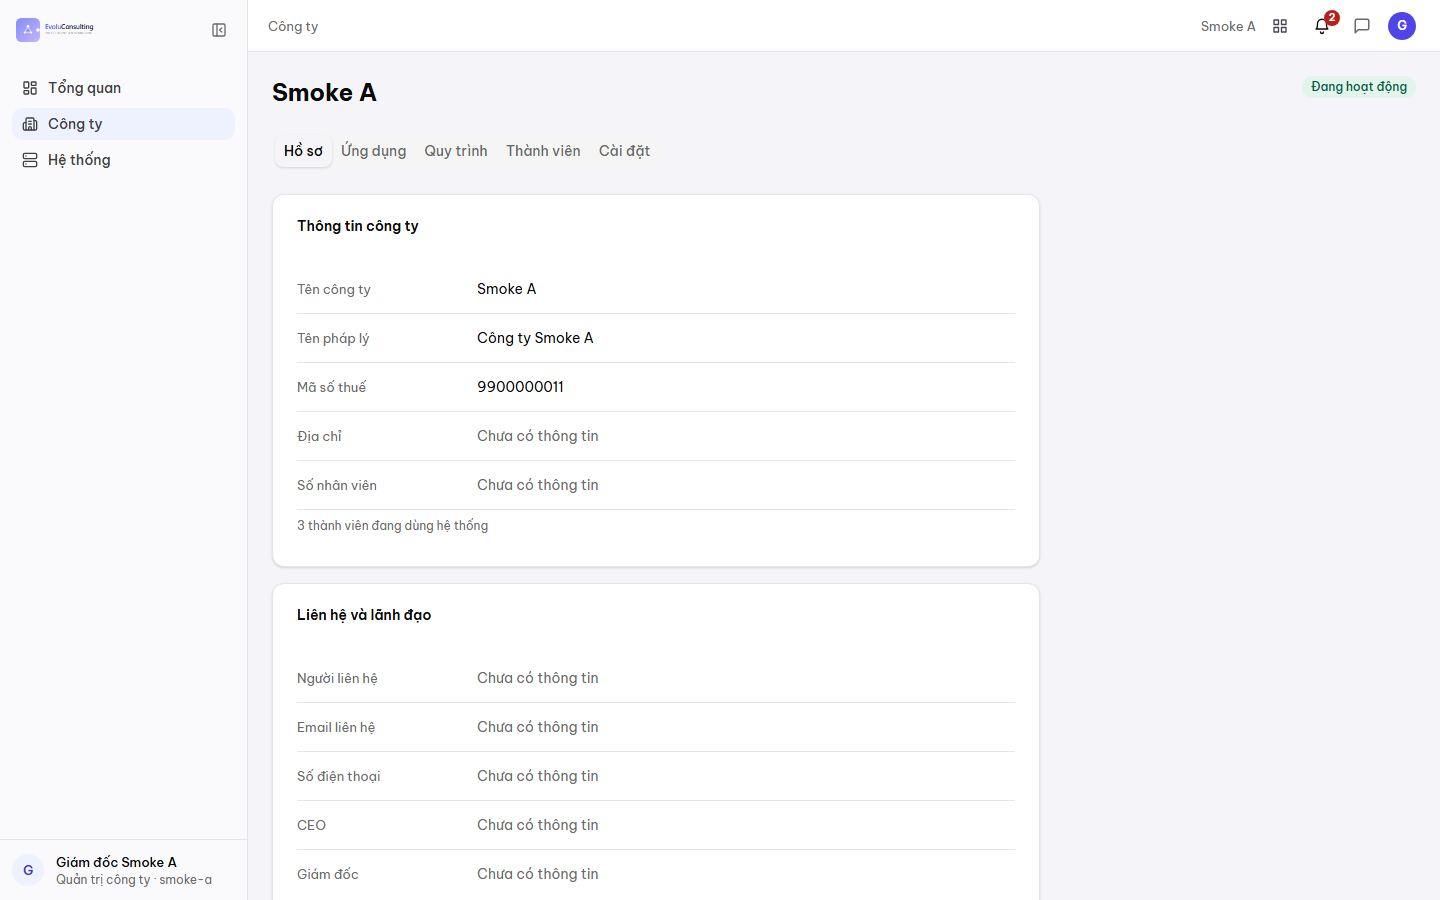 EvoluConsulting
Tổng quan
Công ty
Hệ thống
Giám đốc Smoke A
Quản trị công ty · smoke-a
Công ty
Smoke A
2
G
Smoke A
Đang hoạt động
Hồ sơ
Ứng dụng
Quy trình
Thành viên
Cài đặt
Thông tin công ty
Tên công ty
Smoke A
Tên pháp lý
Công ty Smoke A
Mã số thuế
9900000011
Địa chỉ
Chưa có thông tin
Số nhân viên
Chưa có thông tin
3 thành viên đang dùng hệ thống
Liên hệ và lãnh đạo
Người liên hệ
Chưa có thông tin
Email liên hệ
Chưa có thông tin
Số điện thoại
Chưa có thông tin
CEO
Chưa có thông tin
Giám đốc
Chưa có thông tin
G